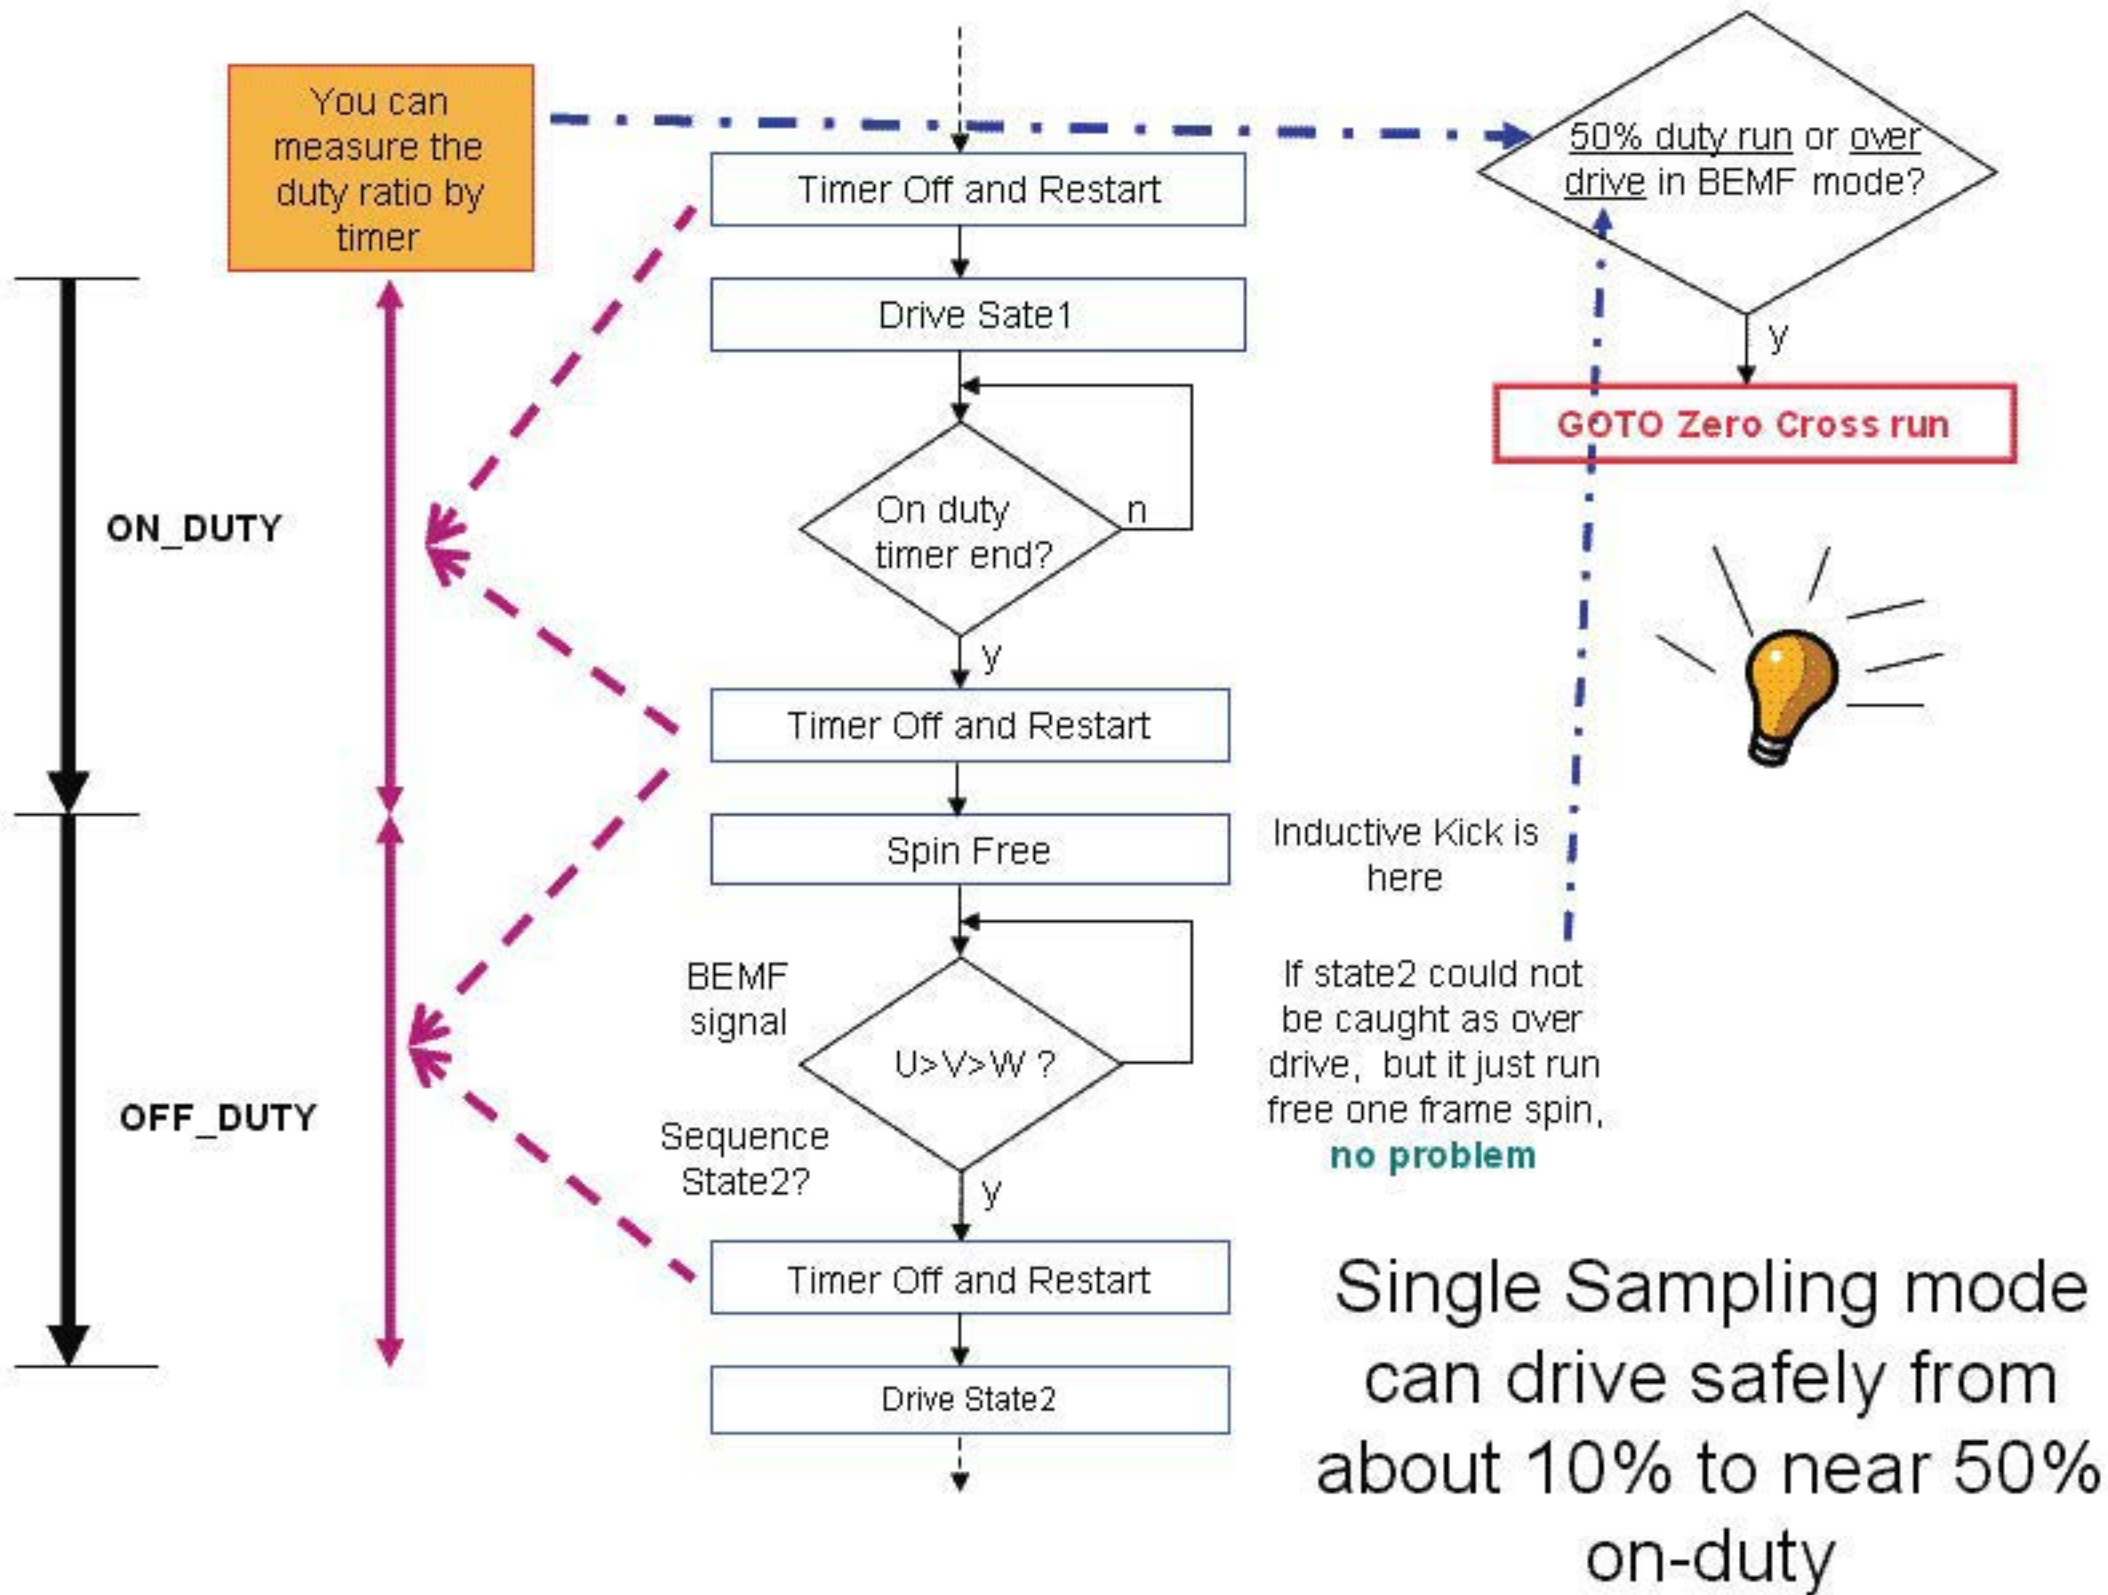 You can
measure the
duty ratio by
timer
50% duty run or over
drive in BEMF mode?
Timer Off and Restart
Drive Sate1
y
GOTO Zero Cross run
On duty
timer end?
n
ON_DUTY
y
Timer Off and Restart
Spin Free
Inductive Kick is
here
BEMF
signal
U>V>W ?
If state2 could not
be caught as over
drive, but it just run
free one frame spin,
no problem
OFF_DUTY
Sequence
State2?
y
Timer Off and Restart
Drive State2
Single Sampling mode
can drive safely from
about 10% to near 50%
on-duty